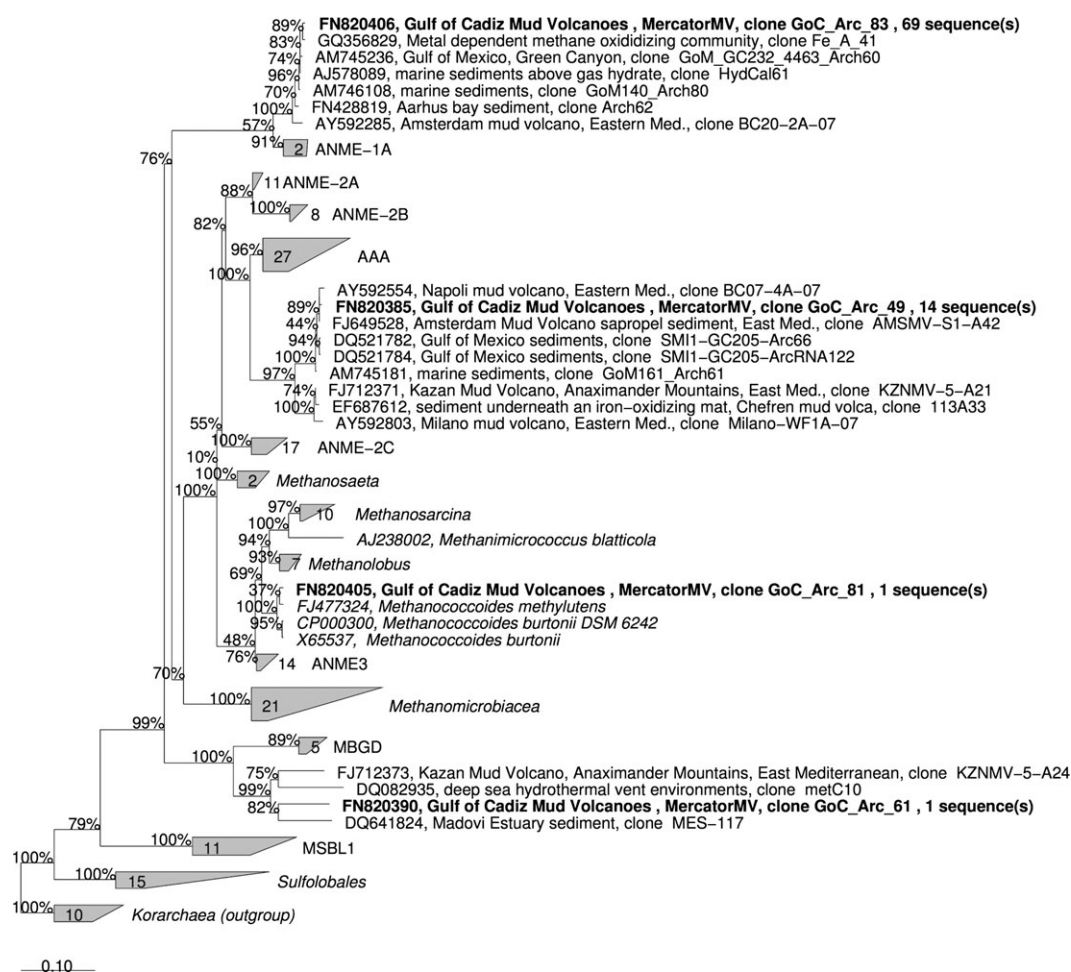 89% FN820406, Gulf of Cadiz Mud Volcanoes , MercatorMV, clone GoC_Arc_83 , 69 sequence(s)
83% GQ356829, Metal dependent methane oxididizing community, clone Fe_A_41
74% AM745236, Gulf of Mexico, Green Canyon, clone GoM_GC232_4463_Arch60
96% AJ578089, marine sediments above gas hydrate, clone HydCal61
70% AM746108, marine sediments, clone GoM140_Arch80
100% FN428819, Aarhus bay sediment, clone Arch62
57% AY592285, Amsterdam mud volcano, Eastern Med., clone BC20-2A-07
91% 2 ANME-1A
76%
88% 11 ANME-2A
100% 8 ANME-2B
82%
96% 27 AAA
100%
AY592554, Napoli mud volcano, Eastern Med., clone BC07-4A-07
89% FN820385, Gulf of Cadiz Mud Volcanoes , MercatorMV, clone GoC_Arc_49 , 14 sequence(s)
44% FJ649528, Amsterdam Mud Volcano sapropel sediment, East Med., clone AMSMV-S1-A42
94% DQ521782, Gulf of Mexico sediments, clone SMI1-GC205-Arc66
100% DQ521784, Gulf of Mexico sediments, clone SMI1-GC205-ArcRNA122
97% AM745181, marine sediments, clone GoM161_Arch61
74% FJ712371, Kazan Mud Volcano, Anaximander Mountains, East Med., clone KZNMV-5-A21
100% EF687612, sediment underneath an iron-oxidizing mat, Chefren mud volca, clone 113A33
AY592803, Milano mud volcano, Eastern Med., clone Milano-WF1A-07
55%
100% 17 ANME-2C
10%
100% 2 Methanosaeta
100%
97% 10 Methanosarcina
100%
AJ238002, Methanimicrococcus blatticola
94%
93% 7 Methanolobus
69%
37% FN820405, Gulf of Cadiz Mud Volcanoes , MercatorMV, clone GoC_Arc_81 , 1 sequence(s)
100% FJ477324, Methanococcoides methylutens
95% CP000300, Methanococcoides burtonii DSM 6242
48% X65537, Methanococcoides burtonii
76% 14 ANME3
70%
100% 21 Methanomicrobiacea
99%
89% 5 MBGD
100%
75% FJ712373, Kazan Mud Volcano, Anaximander Mountains, East Mediterranean, clone KZNMV-5-A24
99% DQ082935, deep sea hydrothermal vent environments, clone metC10
82% FN820390, Gulf of Cadiz Mud Volcanoes , MercatorMV, clone GoC_Arc_61 , 1 sequence(s)
DQ641824, Madovi Estuary sediment, clone MES-117
79%
100% 11 MSBL1
100%
100% 15 Sulfolobales
100% 10 Korarchaea (outgroup)
0.10